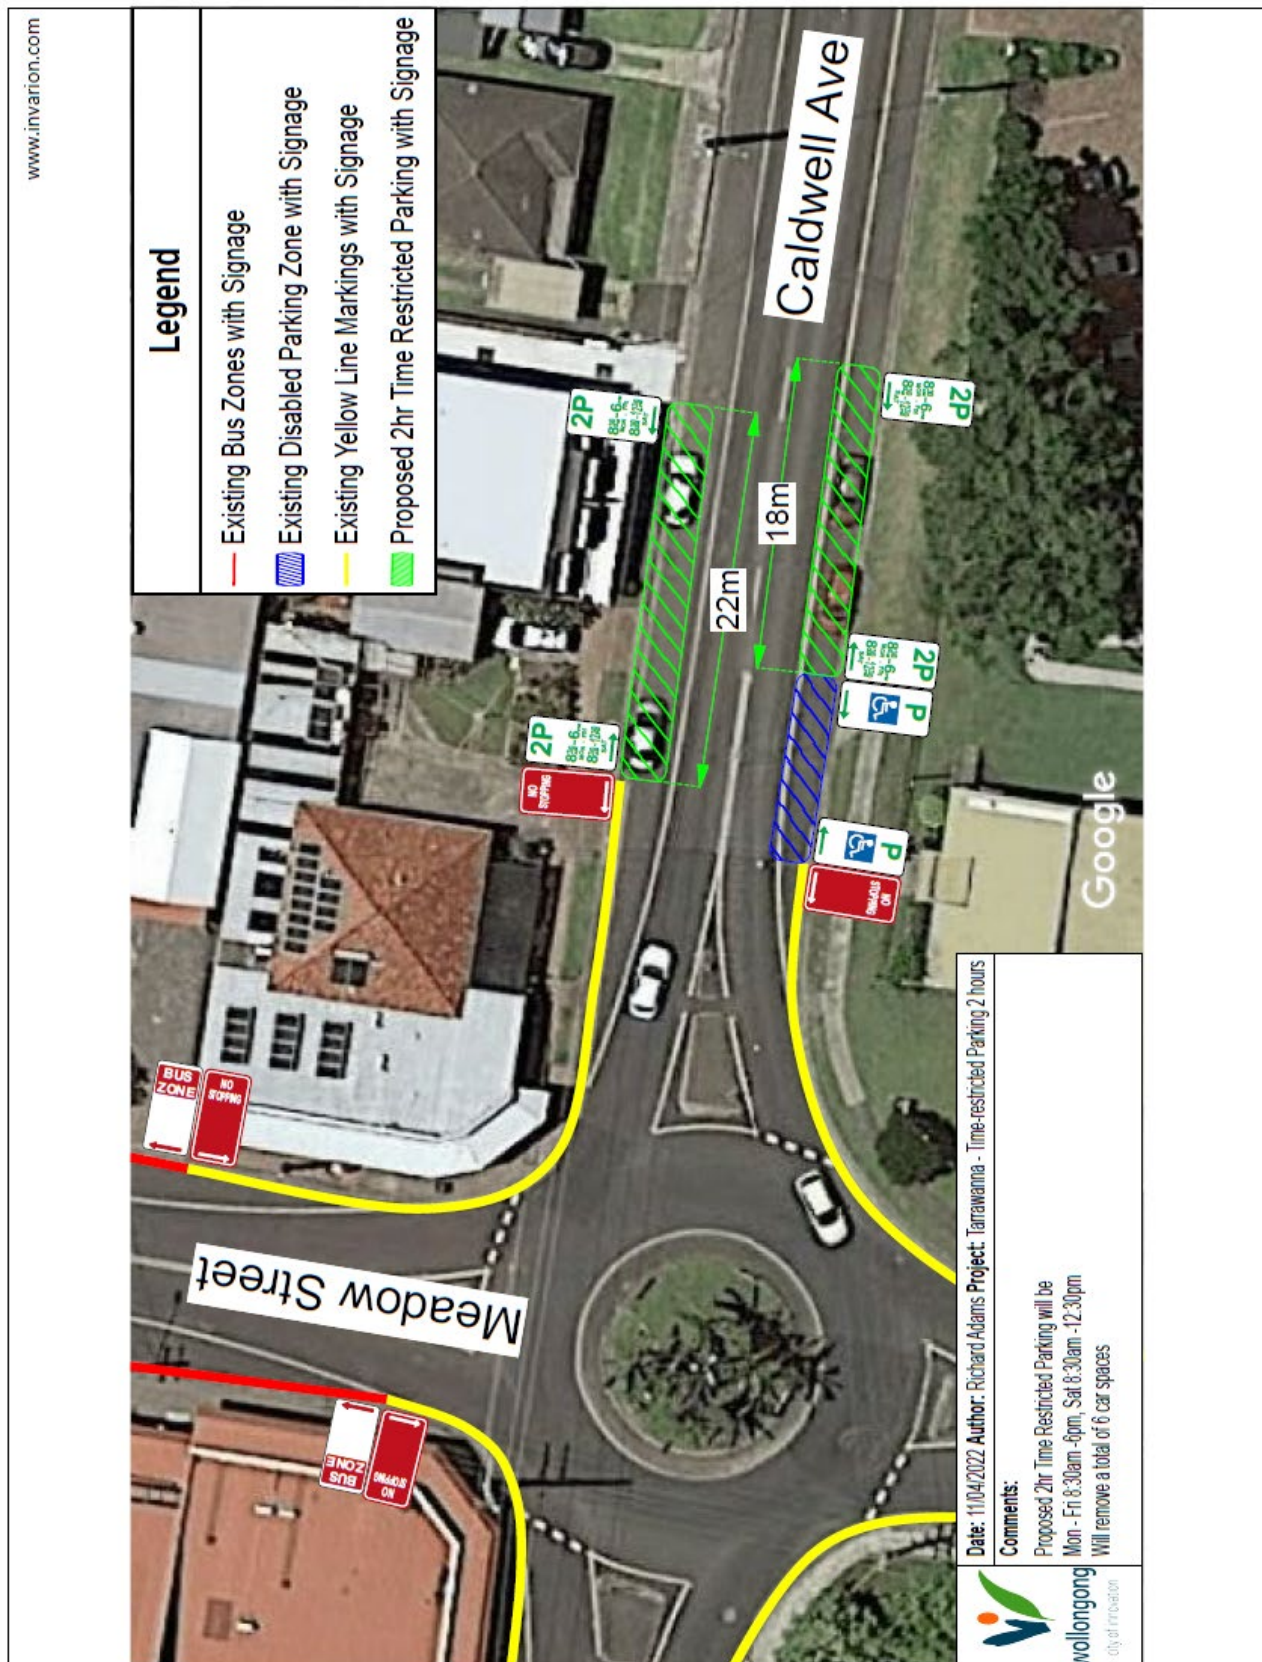 www.invarion.com
Legend
Existing Bus Zones with Signage
Existing Disabled Parking Zone with Signage
Existing Yellow Line Markings with Signage
Proposed 2hr Time Restricted Parking with Signage
Caldwell Ave
Meadow Street
BUS
ZONE
NO
STOPPING
BUS
ZONE
NO
STOPPING
NO
STOPPING
2P
2P
22m
18m
NO
STOPPING
P
P
2P
2P
Google
Date: 11/04/2022 Author: Richard Adams Project: Tarrawanna - Time-restricted Parking 2 hours
Comments:
Proposed 2hr Time Restricted Parking will be
Mon - Fri 8:30am -6pm, Sat 8:30am -12:30pm
Will remove a total of 6 car spaces
wollongong
city of innovation